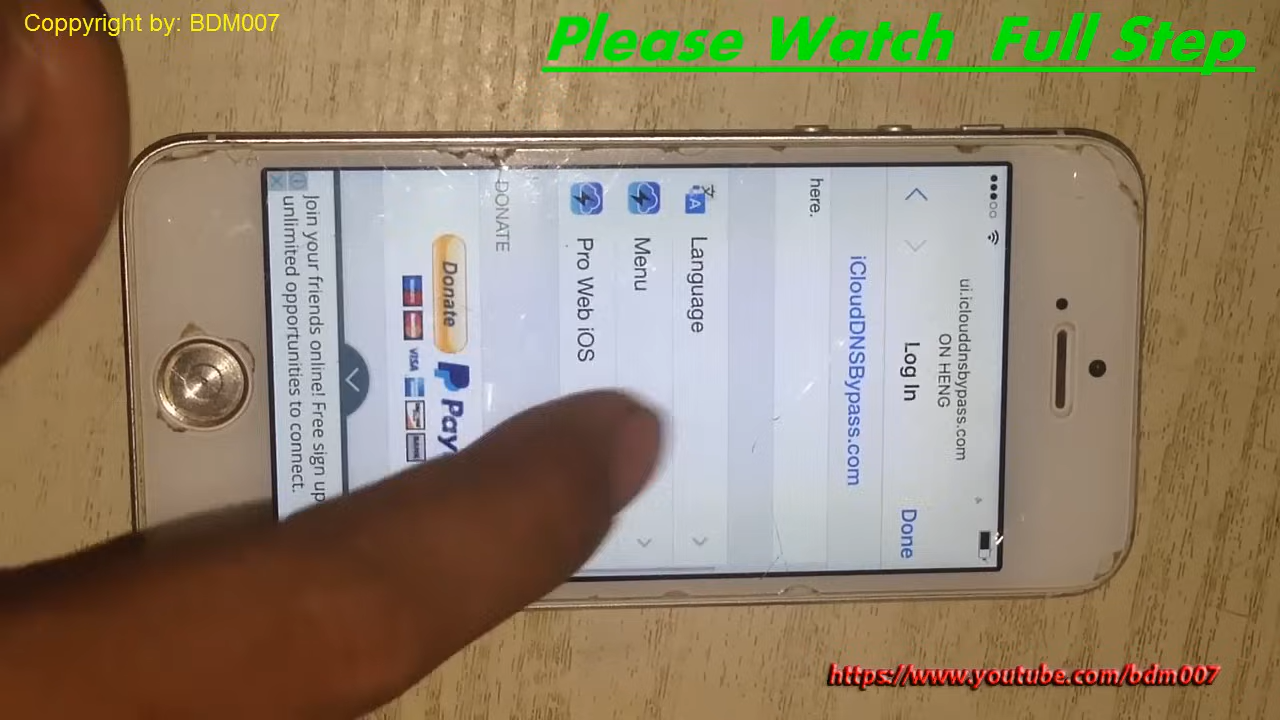 Coppyright by: BDM007
Please Watch Full Step
ui.iclouddnsbypass.com
ON HENG
Log In
Done
iCloudDNSBypass.com
here.
Language
Menu
Pro Web iOS
DONATE
Donate
Pay
VISA
BANK
Join your friends online! Free sign up
unlimited opportunities to connect.
https://www.youtube.com/bdm007